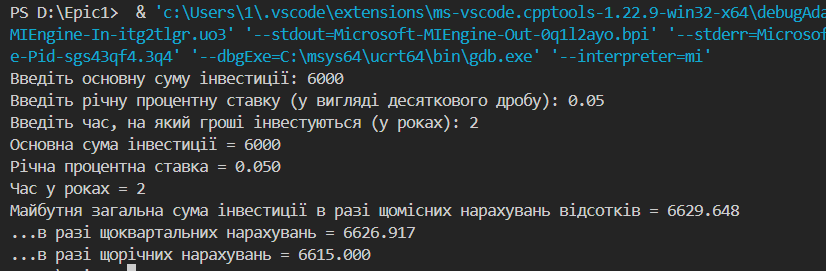 PS D:\Epic1>  & 'c:\Users\1\.vscode\extensions\ms-vscode.cpptools-1.22.9-win32-x64\debugAda
MIEngine-In-itg2tlgr.uo3' '--stdout=Microsoft-MIEngine-Out-0q1l2ayo.bpi' '--stderr=Microsof
e-Pid-sgs43qf4.3q4' '--dbgExe=C:\msys64\ucrt64\bin\gdb.exe' '--interpreter=mi'
Введіть основну суму інвестиції: 6000
Введіть річну процентну ставку (у вигляді десяткового дробу): 0.05
Введіть час, на який гроші інвестуються (у роках): 2
Основна сума інвестиції = 6000
Річна процентна ставка = 0.050
Час у роках = 2
Майбутня загальна сума інвестиції в разі щомісних нарахувань відсотків = 6629.648
...в разі щоквартальних нарахувань = 6626.917
...в разі щорічних нарахувань = 6615.000